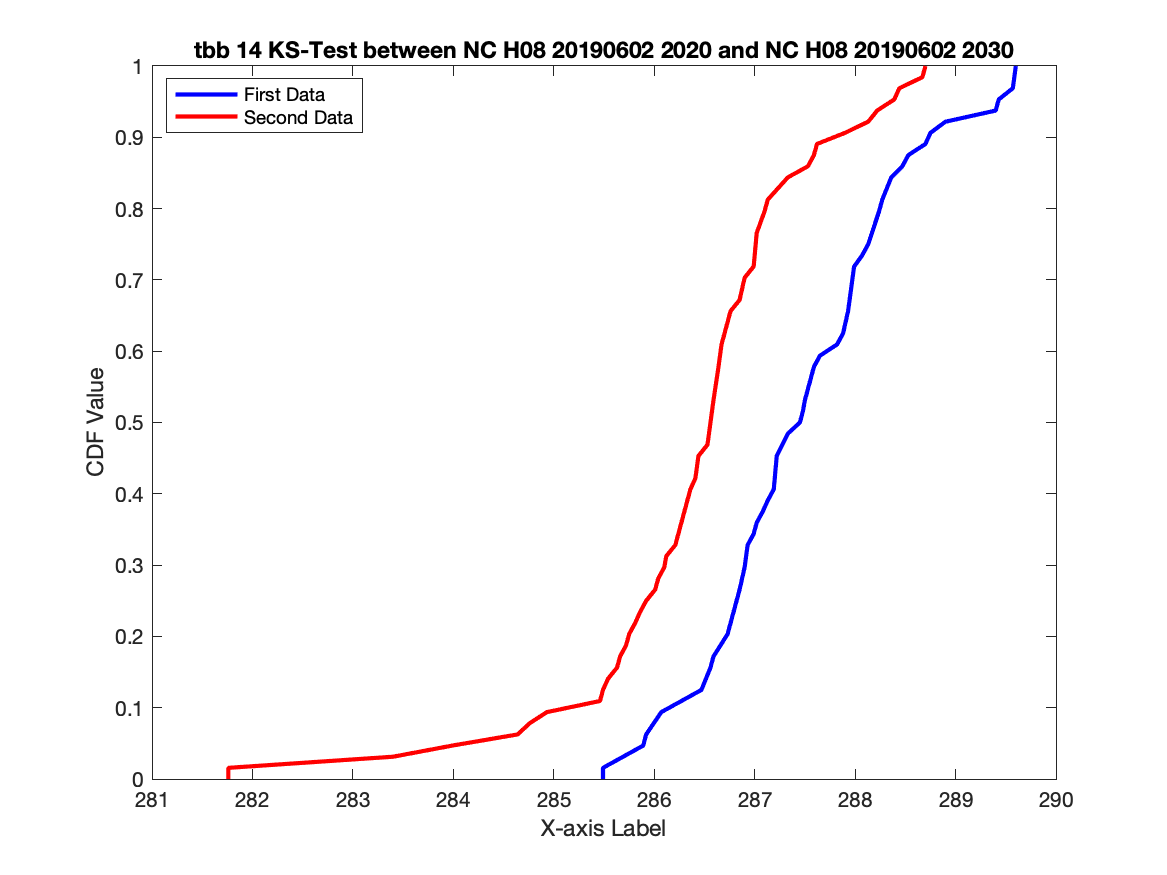 tbb 14 KS-Test between NC H08 20190602 2020 and NC H08 20190602 2030
First Data
Second Data
CDF Value
1
0.9
0.8
0.7
0.6
0.5
0.4
0.3
0.2
0.1
0
281 282 283 284 285 286 287 288 289 290
X-axis Label